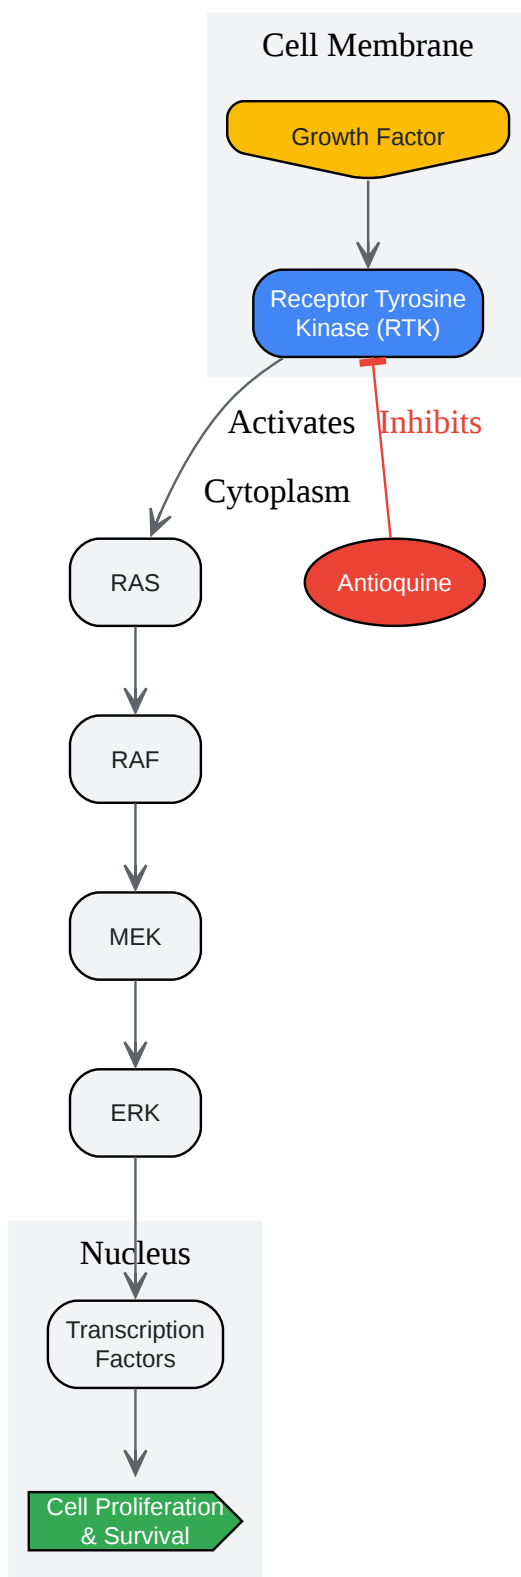 Cell Membrane
Growth Factor
Receptor Tyrosine
Kinase (RTK)
Activates
Inhibits
Cytoplasm
RAS
Antioquine
RAF
MEK
ERK
Nucleus
Transcription
Factors
Cell Proliferation
& Survival